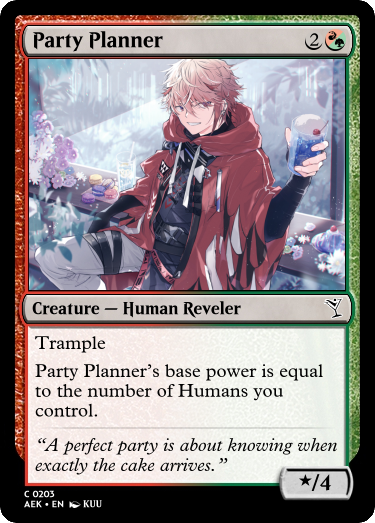 Party Planner 2
Creature — Human Reveler
Trample
Party Planner's base power is equal
to the number of Humans you
control.
“A perfect party is about knowing when
exactly the cake arrives.”
★/4
C 0203
AEK • EN KUU